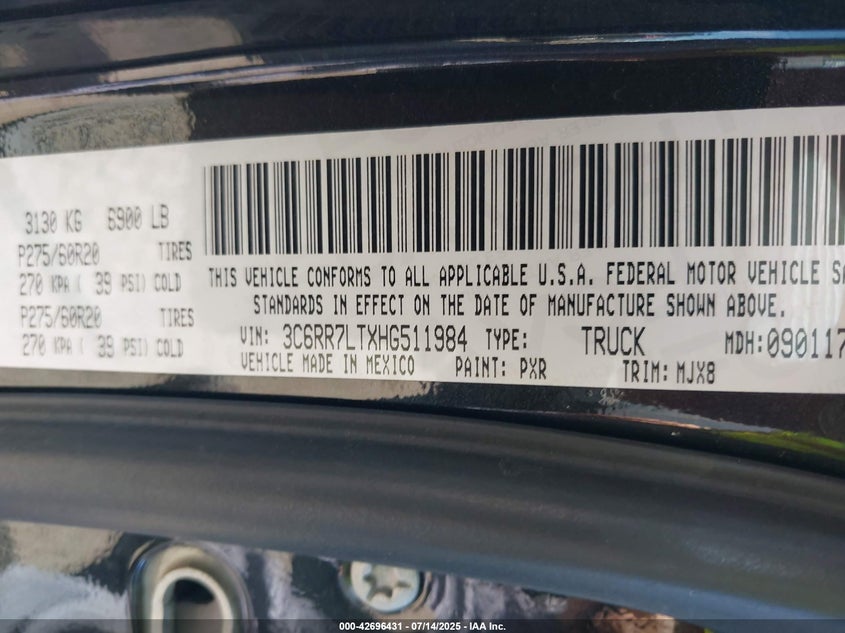 3130 KG 6900 LB
P275/60R20 TIRES
270 KPA ( 39 PSI) COLD
P275/60R20 TIRES
270 KPA ( 39 PSI) COLD
THIS VEHICLE CONFORMS TO ALL APPLICABLE U.S.A. FEDERAL MOTOR VEHICLE SA
STANDARDS IN EFFECT ON THE DATE OF MANUFACTURE SHOWN ABOVE.
VIN: 3C6RR7LTXHG511984 TYPE: TRUCK MDH: 090117
VEHICLE MADE IN MEXICO PAINT: PXR TRIM: MJX8
000-42696431 - 07/14/2025 - IAA Inc.